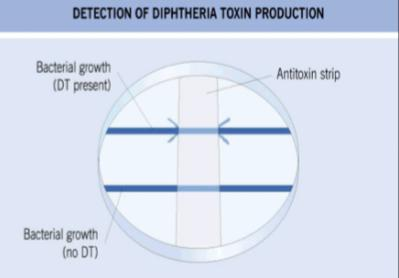 DETECTION OF DIPHTHERIA TOXIN PRODUCTION
Bacterial growth
(DT present)
Antitoxin strip
Bacterial growth
(no DT)